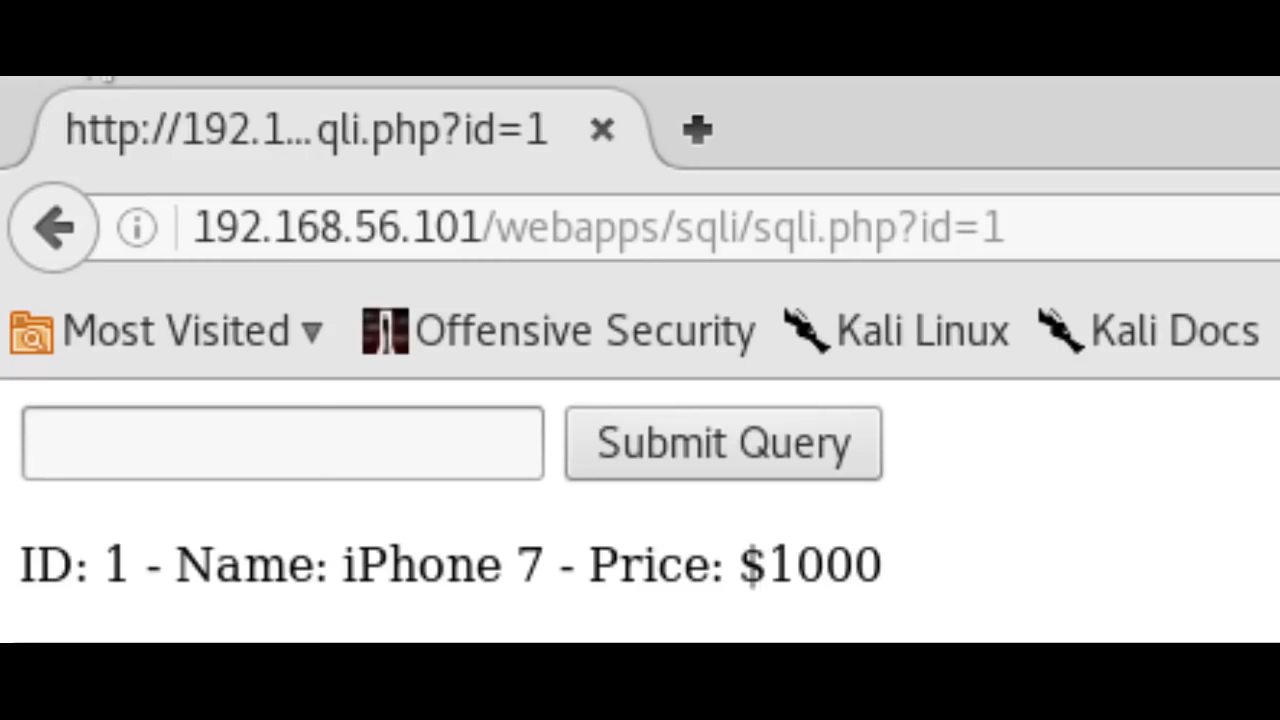 http://192.1... qli.php?id=1
192.168.56.101/webapps/sqli/sqli.php?id=1
Most Visited Offensive Security Kali Linux Kali Docs
Submit Query
ID: 1 - Name: iPhone 7 - Price: $1000